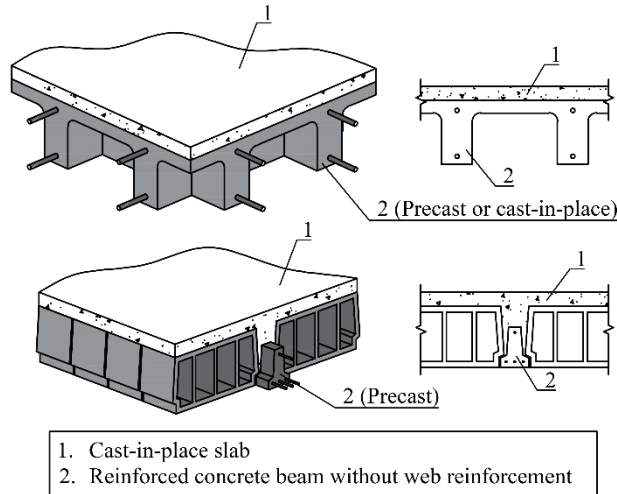 1
1
2
2 (Precast or cast-in-place)
1
1
2
2 (Precast)
1. Cast-in-place slab
2. Reinforced concrete beam without web reinforcement